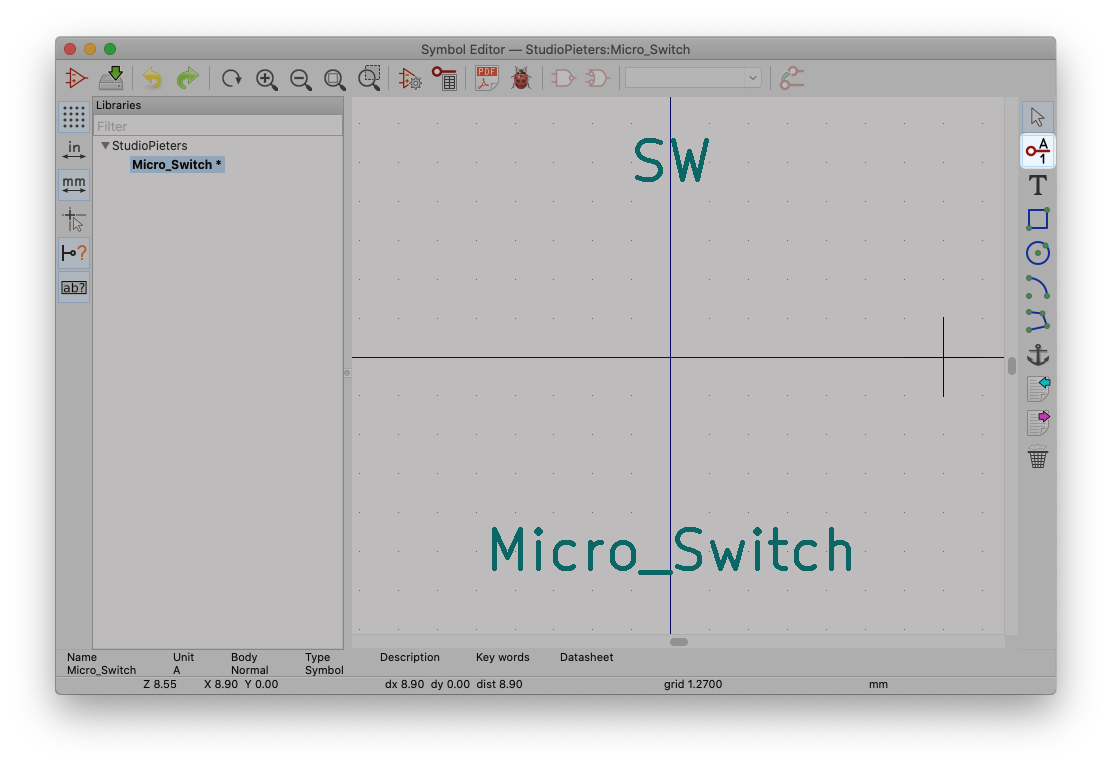 Symbol Editor — StudioPieters:Micro_Switch
PDF
Libraries
Filter
StudioPieters
Micro_Switch *
in
mm
?
ab?
SW
Micro_Switch
A
1
T
Name Unit Body Type Description Key words Datasheet
Micro_Switch A Normal Symbol
Z 8.55 X 8.90 Y 0.00 dx 8.90 dy 0.00 dist 8.90 grid 1.2700 mm